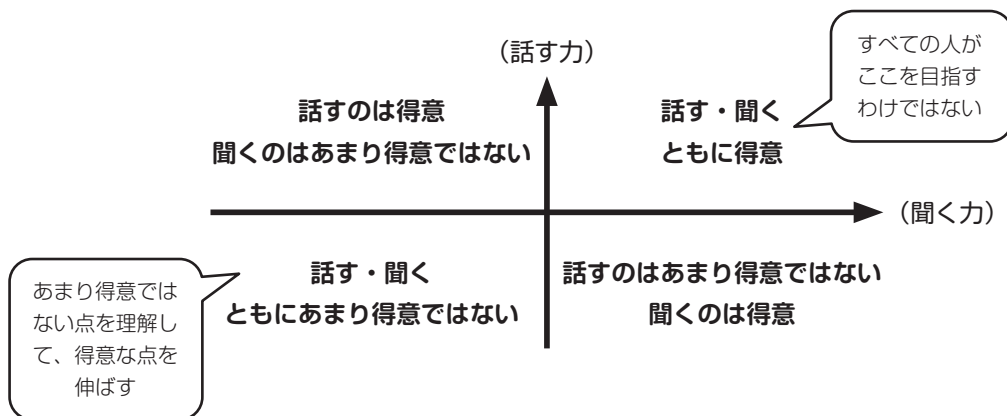 すべての人が
ここを目指す
わけではない
（話す力）
話すのは得意
聞くのはあまり得意ではない
話す・聞く
ともに得意
（聞く力）
話す・聞く
ともにあまり得意ではない
話すのはあまり得意ではない
聞くのは得意
あまり得意では
ない点を理解し
て、得意な点を
伸ばす